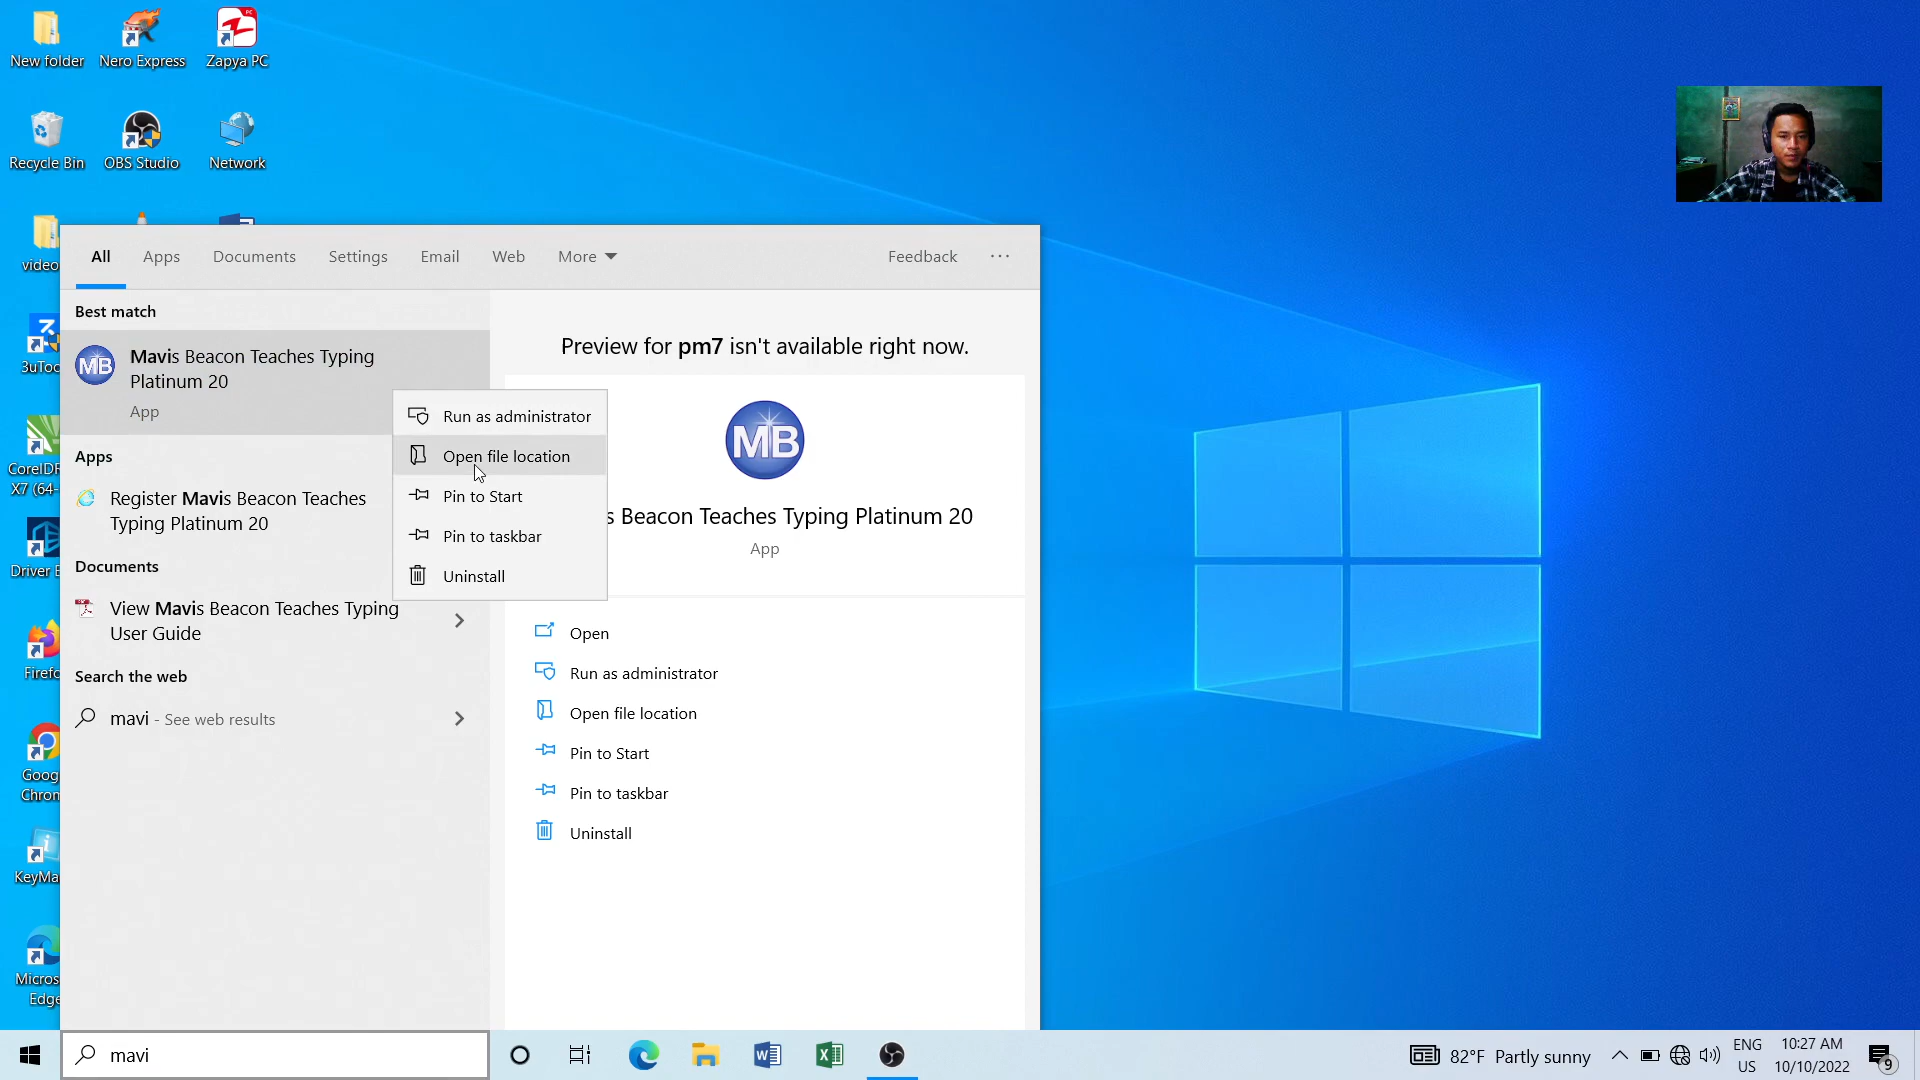 New folder
Nero Express
Zapya PC
Recycle Bin
OBS Studio
Network
video
3uToo
CorelDR
X7 (64-
Driver B
Firefo
Goog
Chrom
KeyMa
Micros
Edge
All
Apps
Documents
Settings
Email
Web
More
Feedback
Best match
Mavis Beacon Teaches Typing
Platinum 20
App
Apps
Register Mavis Beacon Teaches
Typing Platinum 20
Documents
View Mavis Beacon Teaches Typing
User Guide
Search the web
mavi - See web results
Run as administrator
Open file location
Pin to Start
Pin to taskbar
Uninstall
Preview for pm7 isn't available right now.
MB
s Beacon Teaches Typing Platinum 20
App
Open
Run as administrator
Open file location
Pin to Start
Pin to taskbar
Uninstall
mavi
82°F Partly sunny
ENG
US
10:27 AM
10/10/2022
9